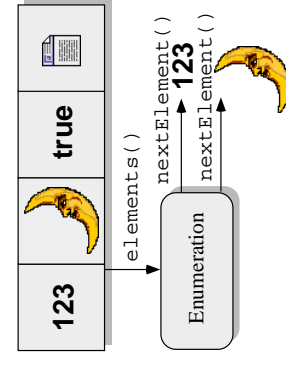 123
true
elements()
Enumeration
nextElement()
123
nextElement()